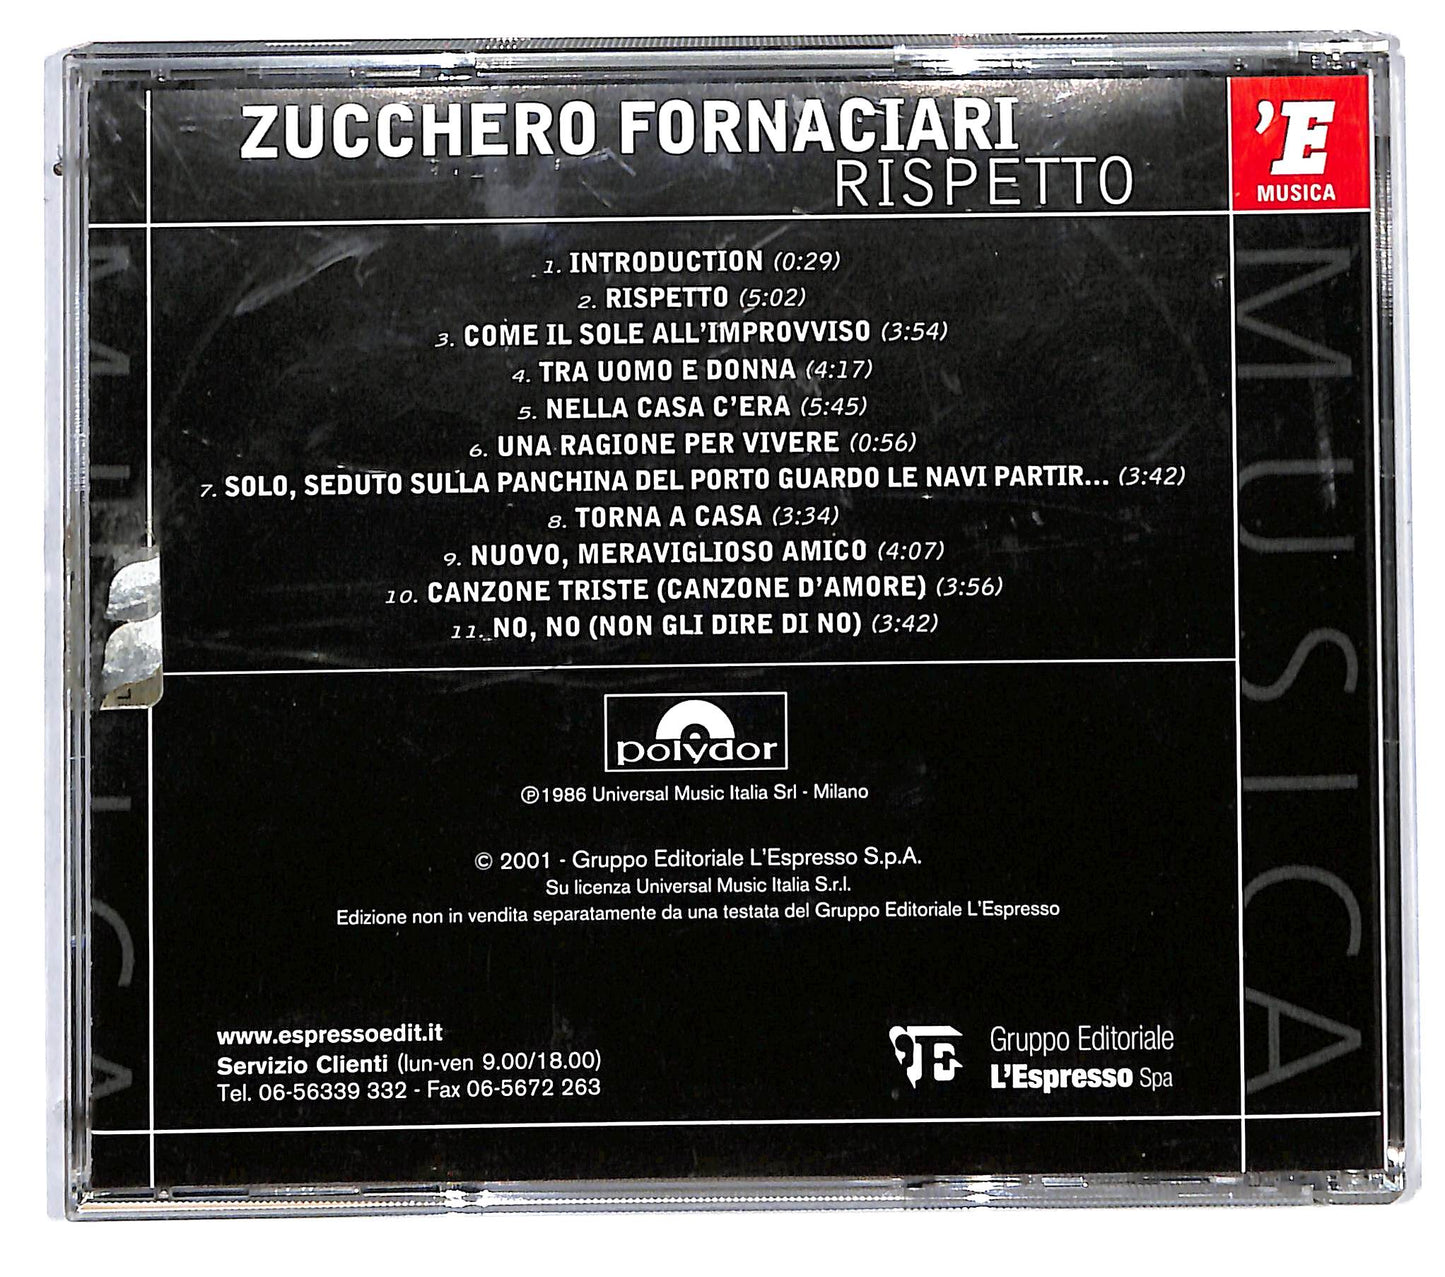 ZUCCHERO FORNACIARI
RISPETTO
'E
MUSICA
1. INTRODUCTION (0:29)
2. RISPETTO (5:02)
3. COME IL SOLE ALL'IMPROVVISO (3:54)
4. TRA UOMO E DONNA (4:17)
5. NELLA CASA C'ERA (5:45)
6. UNA RAGIONE PER VIVERE (0:56)
7. SOLO, SEDUTO SULLA PANCHINA DEL PORTO GUARDO LE NAVI PARTIR... (3:42)
8. TORNA A CASA (3:34)
9. NUOVO, MERAVIGLIOSO AMICO (4:07)
10. CANZONE TRISTE (CANZONE D'AMORE) (3:56)
11. NO, NO (NON GLI DIRE DI NO) (3:42)
MUSICA
polydor
℗1986 Universal Music Italia Srl - Milano
© 2001 - Gruppo Editoriale L'Espresso S.p.A.
Su licenza Universal Music Italia S.r.l.
Edizione non in vendita separatamente da una testata del Gruppo Editoriale L'Espresso
www.espressoedit.it
Servizio Clienti (lun-ven 9.00/18.00)
Tel. 06-56339 332 - Fax 06-5672 263
Gruppo Editoriale
L'Espresso Spa